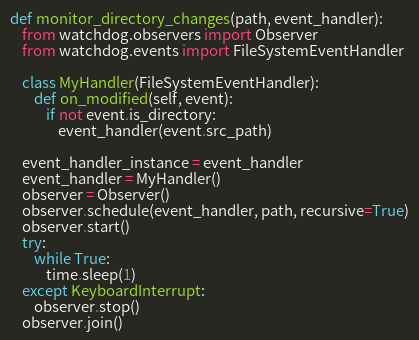 def monitor_directory_changes(path, event_handler):
    from watchdog.observers import Observer
    from watchdog.events import FileSystemEventHandler

    class MyHandler(FileSystemEventHandler):
        def on_modified(self, event):
            if not event.is_directory:
                event_handler(event.src_path)

    event_handler_instance = event_handler
    event_handler = MyHandler()
    observer = Observer()
    observer.schedule(event_handler, path, recursive=True)
    observer.start()
    try:
        while True:
            time.sleep(1)
    except KeyboardInterrupt:
        observer.stop()
    observer.join()